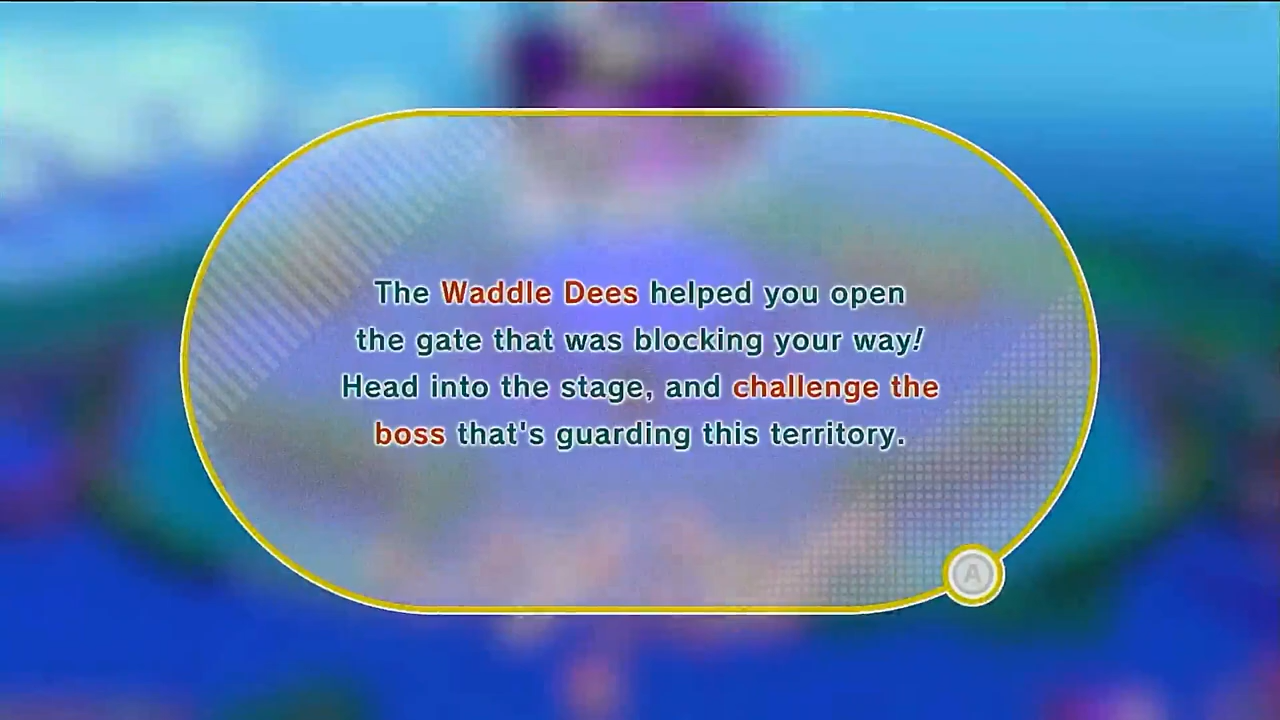 The Waddle Dees helped you open
the gate that was blocking your way!
Head into the stage, and challenge the
boss that's guarding this territory.
A